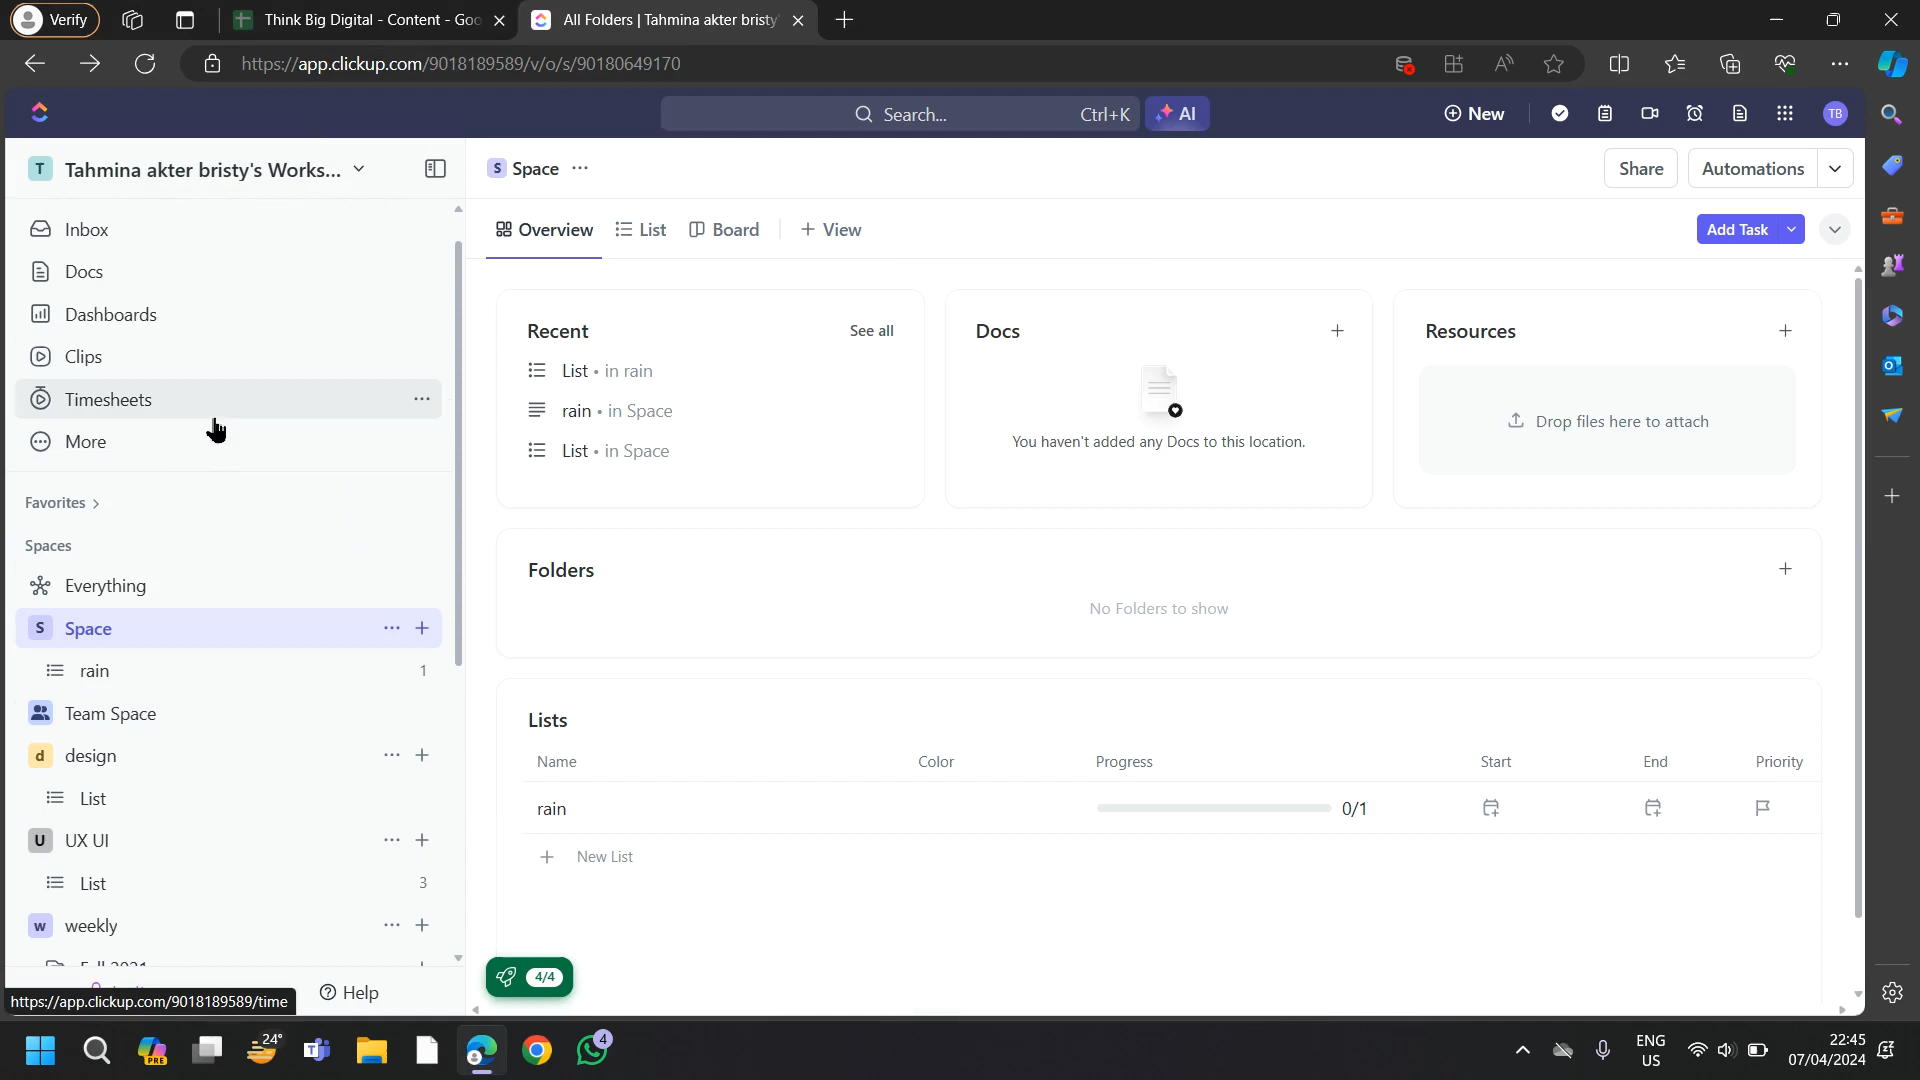 Verify
Think Big Digital - Content - Goo
All Folders | Tahmina akter bristy'
https://app.clickup.com/9018189589/v/o/s/90180649170
Search...
Ctrl+K
AI
New
TB
T
Tahmina akter bristy's Works...
S
Space
Share
Automations
Inbox
Docs
Dashboards
Clips
Timesheets
More
Favorites
Spaces
Everything
S
Space
rain
1
Team Space
d
design
List
U
UX UI
List
3
w
weekly
Fall 2021
Help
https://app.clickup.com/9018189589/time
Overview
List
Board
View
Add Task
Recent
See all
List • in rain
rain • in Space
List • in Space
Docs
You haven't added any Docs to this location.
Resources
Drop files here to attach
Folders
No Folders to show
Lists
Name
Color
Progress
Start
End
Priority
rain
0/1
New List
4/4
PRE
24°
4
ENG
US
22:45
07/04/2024